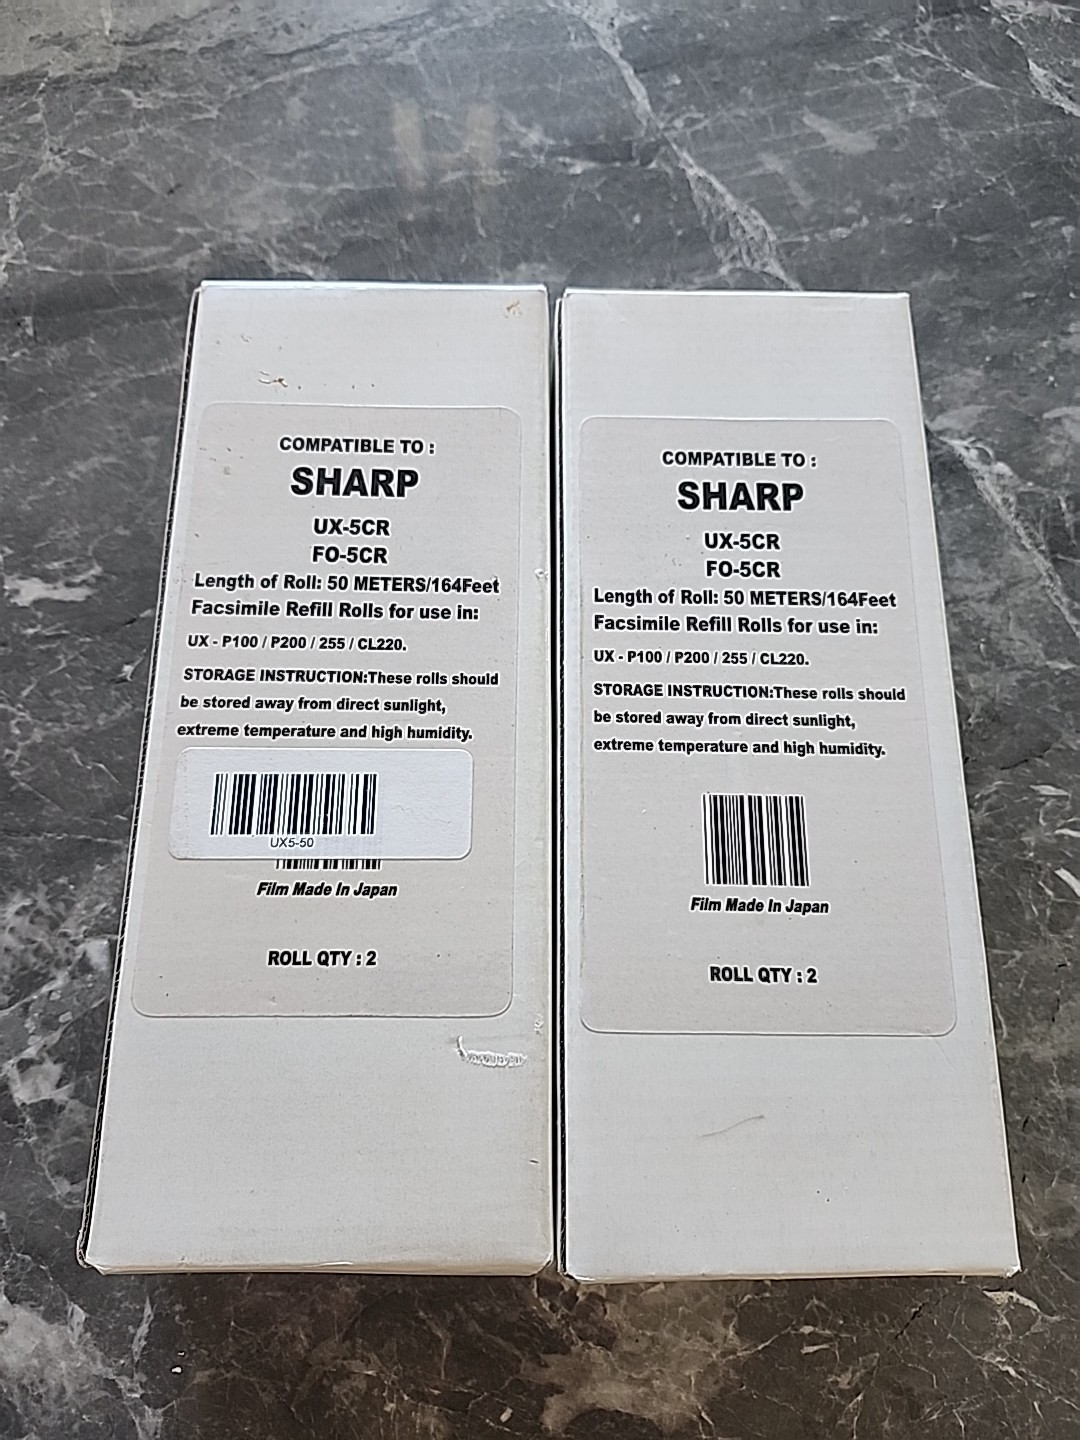 COMPATIBLE TO :
SHARP
UX-5CR
FO-5CR
Length of Roll: 50 METERS/164Feet
Facsimile Refill Rolls for use in:
UX - P100 / P200 / 255 / CL220.
STORAGE INSTRUCTION:These rolls should
be stored away from direct sunlight,
extreme temperature and high humidity.
UX5-50
Film Made In Japan
ROLL QTY : 2
COMPATIBLE TO :
SHARP
UX-5CR
FO-5CR
Length of Roll: 50 METERS/164Feet
Facsimile Refill Rolls for use in:
UX - P100 / P200 / 255 / CL220.
STORAGE INSTRUCTION:These rolls should
be stored away from direct sunlight,
extreme temperature and high humidity.
Film Made In Japan
ROLL QTY : 2